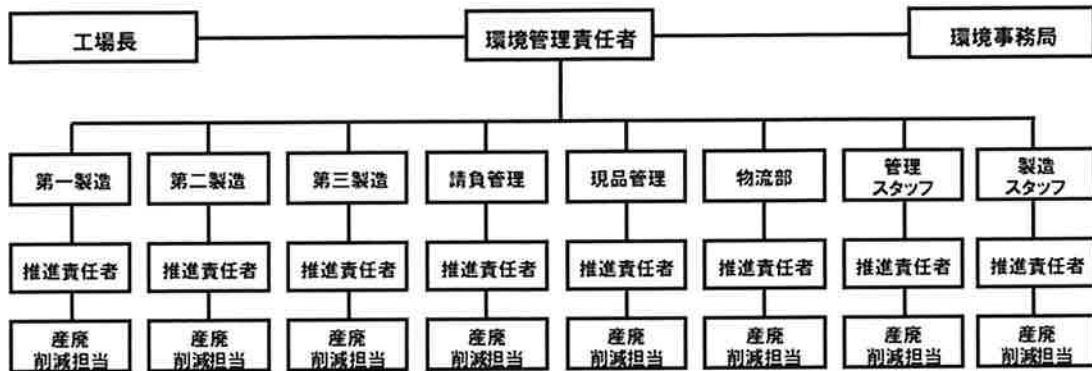 工場長
環境管理責任者
環境事務局
第一製造
第二製造
第三製造
請負管理
現品管理
物流部
管理
スタッフ
製造
スタッフ
推進責任者
推進責任者
推進責任者
推進責任者
推進責任者
推進責任者
推進責任者
推進責任者
産廃
削減担当
産廃
削減担当
産廃
削減担当
産廃
削減担当
産廃
削減担当
産廃
削減担当
産廃
削減担当
産廃
削減担当